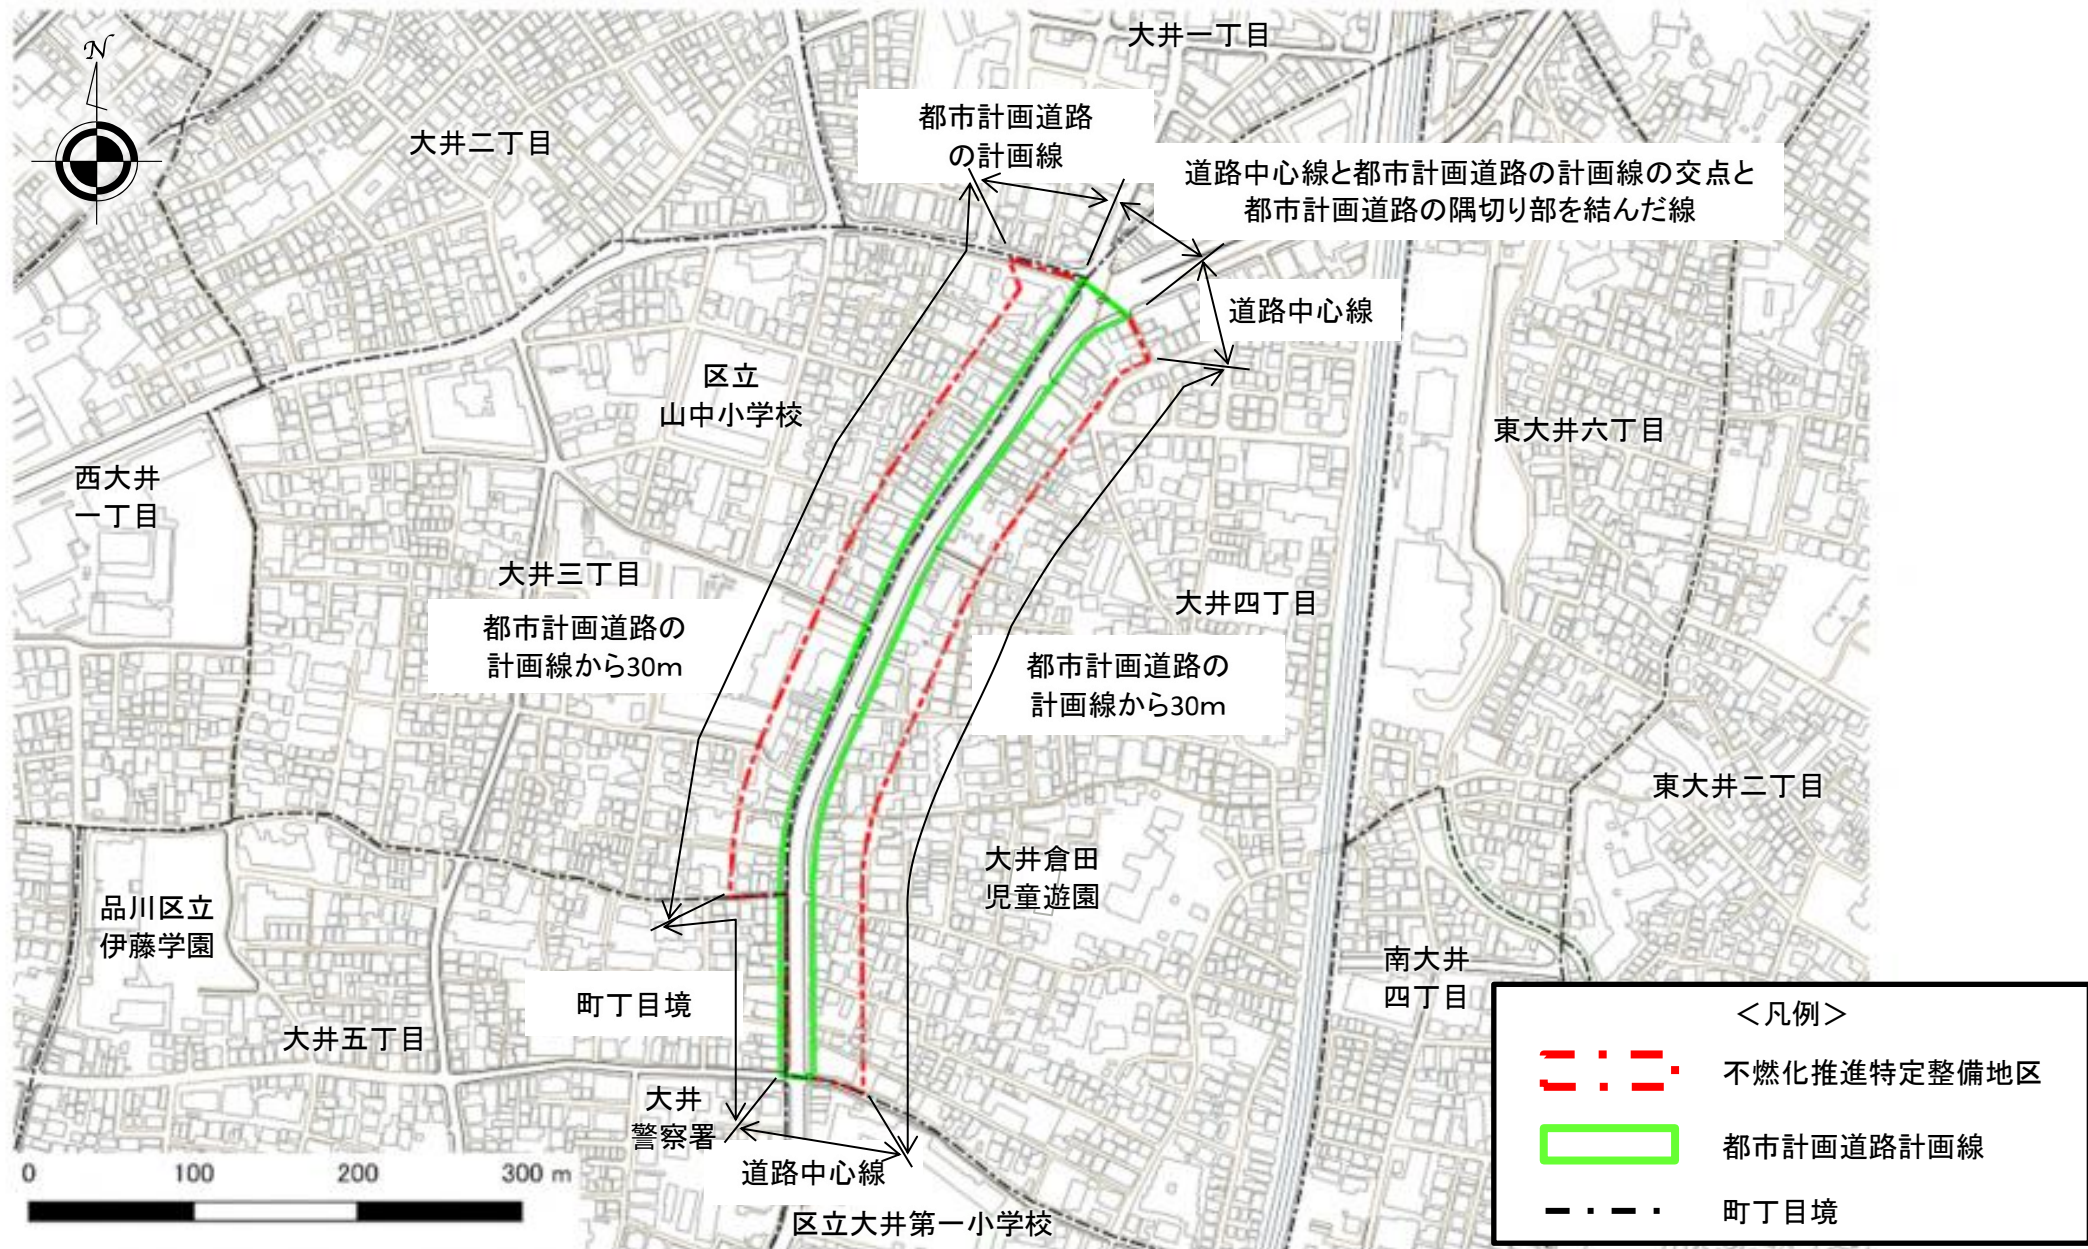 大井一丁目
N
都市計画道路
の計画線
大井二丁目
道路中心線と都市計画道路の計画線の交点と
都市計画道路の隅切り部を結んだ線
道路中心線
区立
山中小学校
東大井六丁目
西大井
一丁目
大井三丁目
大井四丁目
都市計画道路の
計画線から30m
都市計画道路の
計画線から30m
東大井二丁目
大井倉田
児童遊園
品川区立
伊藤学園
南大井
四丁目
町丁目境
大井五丁目
大井
警察署
道路中心線
区立大井第一小学校
0 100 200 300 m
＜凡例＞
不燃化推進特定整備地区
都市計画道路計画線
町丁目境